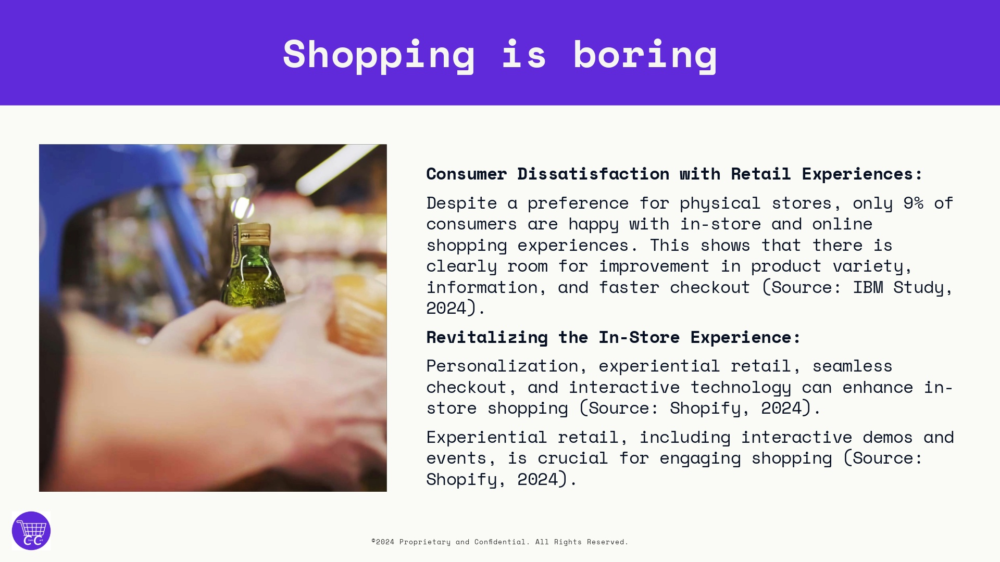 Shopping is boring
Consumer Dissatisfaction with Retail Experiences:
Despite a preference for physical stores, only 9% of
consumers are happy with in-store and online
shopping experiences. This shows that there is
clearly room for improvement in product variety,
information, and faster checkout (Source: IBM Study,
2024).
Revitalizing the In-Store Experience:
Personalization, experiential retail, seamless
checkout, and interactive technology can enhance in-
store shopping (Source: Shopify, 2024).
Experiential retail, including interactive demos and
events, is crucial for engaging shopping (Source:
Shopify, 2024).
CC
©2024 Proprietary and Confidential. All Rights Reserved.